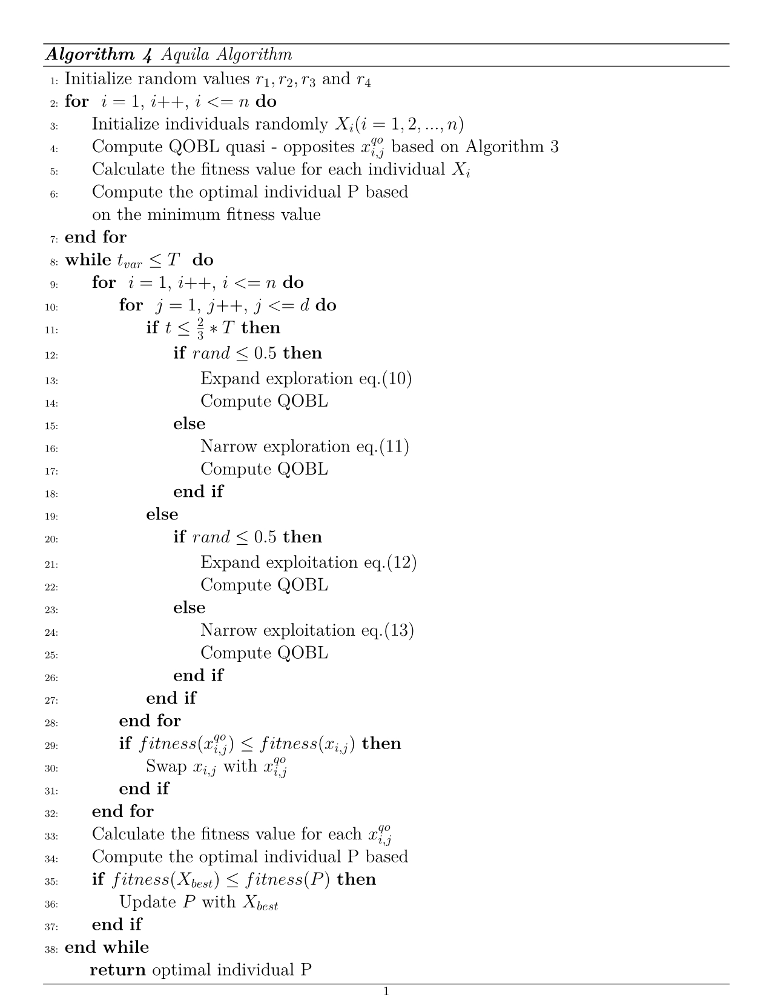 Algorithm 4 Aquila Algorithm
1: Initialize random values r_1, r_2, r_3 and r_4
2: for i = 1, i++, i <= n do
3: Initialize individuals randomly X_i(i = 1, 2, ..., n)
4: Compute QOBL quasi - opposites x_{i,j}^{qo} based on Algorithm 3
5: Calculate the fitness value for each individual X_i
6: Compute the optimal individual P based
on the minimum fitness value
7: end for
8: while t_{var} ≤ T do
9: for i = 1, i++, i <= n do
10: for j = 1, j++, j <= d do
11: if t ≤ \frac{2}{3} * T then
12: if rand ≤ 0.5 then
13: Expand exploration eq.(10)
14: Compute QOBL
15: else
16: Narrow exploration eq.(11)
17: Compute QOBL
18: end if
19: else
20: if rand ≤ 0.5 then
21: Expand exploitation eq.(12)
22: Compute QOBL
23: else
24: Narrow exploitation eq.(13)
25: Compute QOBL
26: end if
27: end if
28: end for
29: if fitness(x_{i,j}^{qo}) ≤ fitness(x_{i,j}) then
30: Swap x_{i,j} with x_{i,j}^{qo}
31: end if
32: end for
33: Calculate the fitness value for each x_{i,j}^{qo}
34: Compute the optimal individual P based
35: if fitness(X_{best}) ≤ fitness(P) then
36: Update P with X_{best}
37: end if
38: end while
return optimal individual P
1